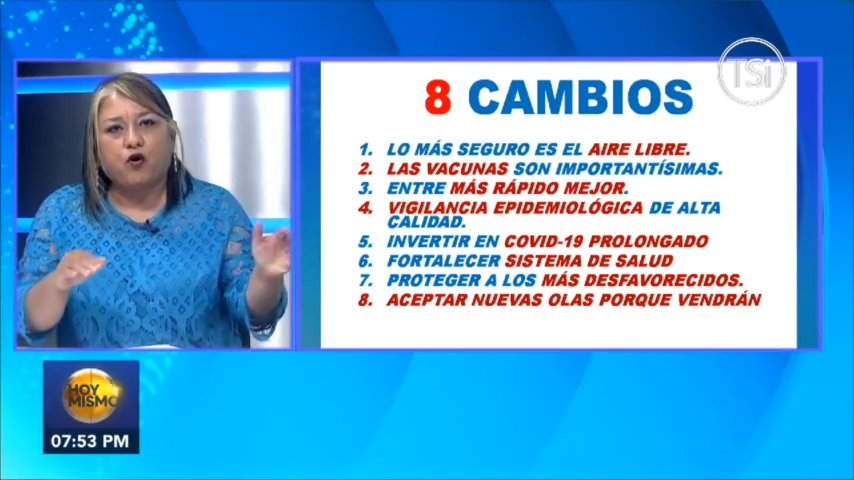 TSi
8 CAMBIOS
1. LO MÁS SEGURO ES EL AIRE LIBRE.
2. LAS VACUNAS SON IMPORTANTÍSIMAS.
3. ENTRE MÁS RÁPIDO MEJOR.
4. VIGILANCIA EPIDEMIOLÓGICA DE ALTA
CALIDAD.
5. INVERTIR EN COVID-19 PROLONGADO
6. FORTALECER SISTEMA DE SALUD
7. PROTEGER A LOS MÁS DESFAVORECIDOS.
8. ACEPTAR NUEVAS OLAS PORQUE VENDRÁN
HOY
MISMO
07:53 PM